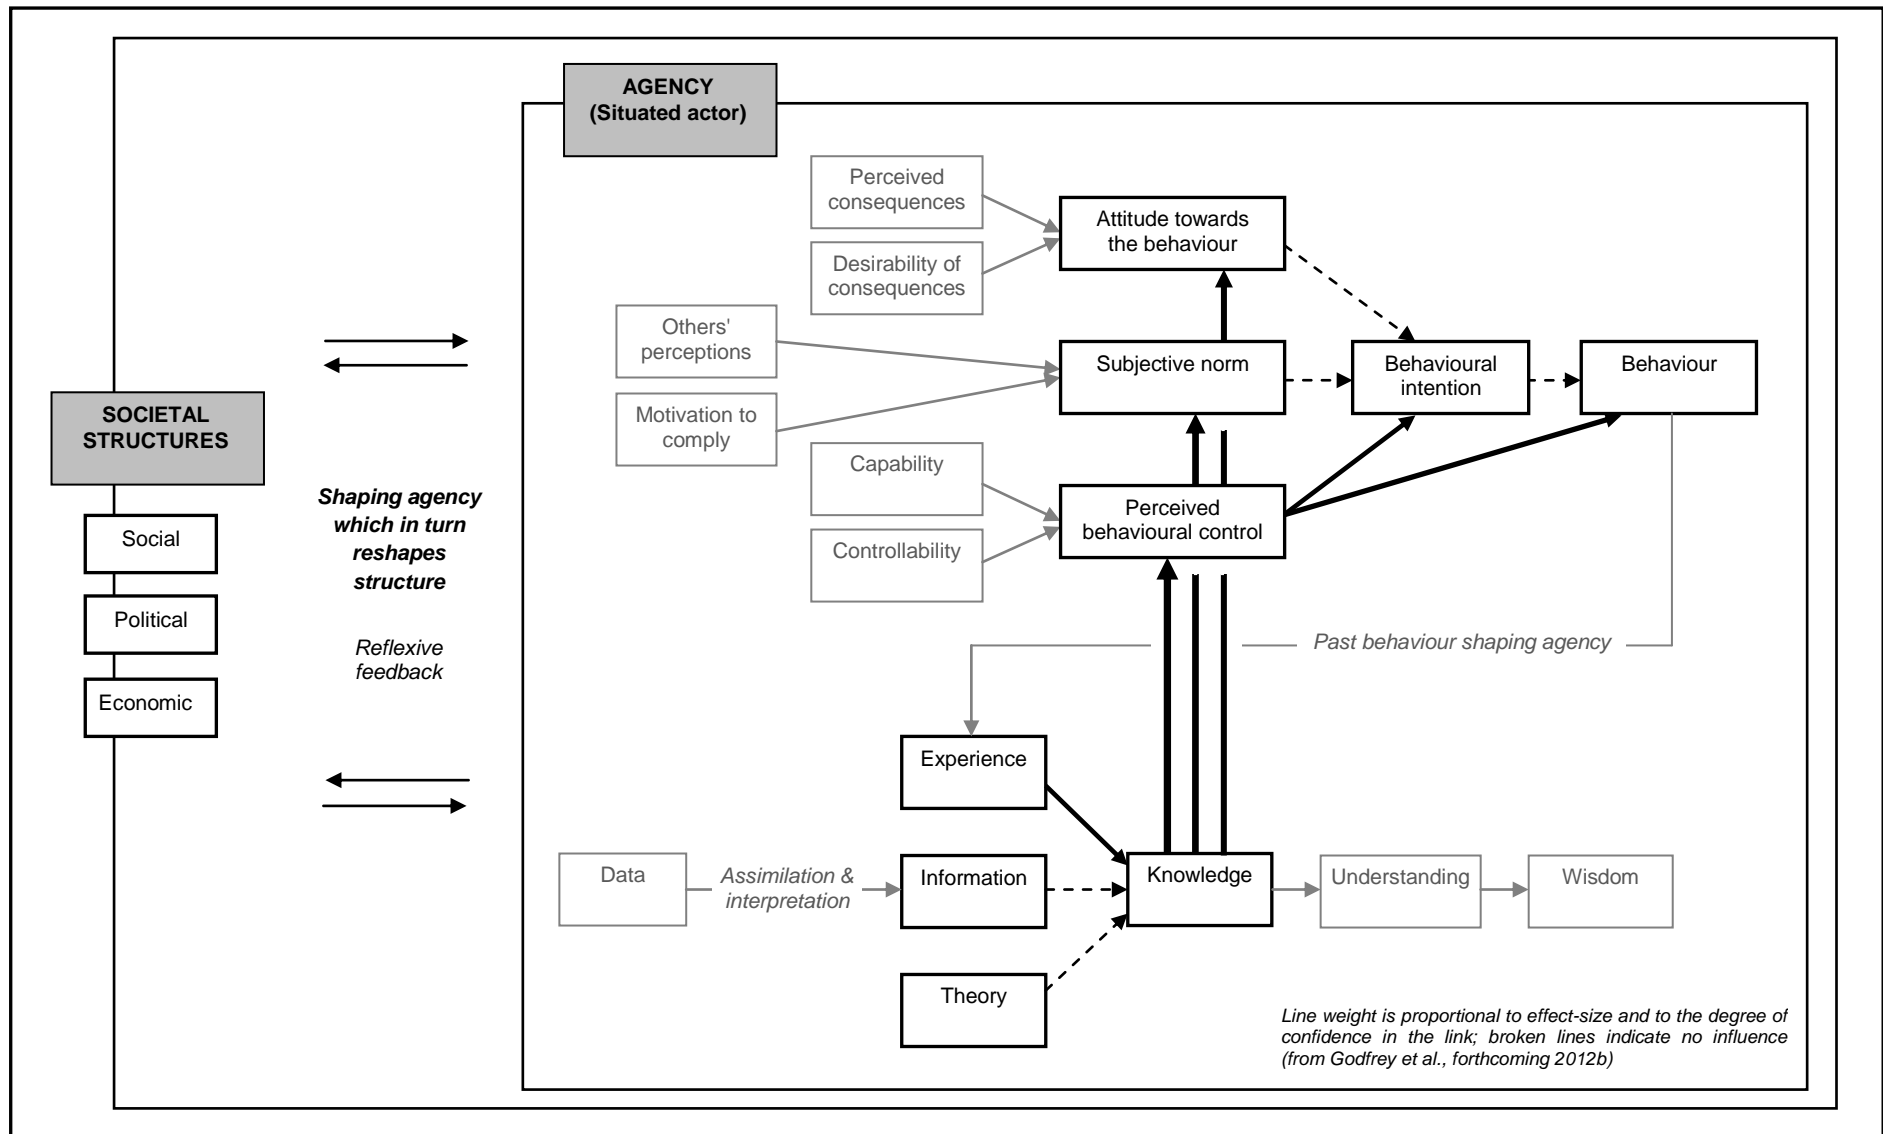 AGENCY
(Situated actor)
Perceived
consequences
Attitude towards
the behaviour
Desirability of
consequences
Others'
perceptions
Subjective norm
Behavioural
intention
Behaviour
SOCIETAL
STRUCTURES
Motivation to
comply
Capability
Shaping agency
which in turn
reshapes
structure
Perceived
behavioural control
Social
Controllability
Political
Reflexive
feedback
Past behaviour shaping agency
Economic
Experience
Data
Assimilation &
interpretation
Information
Knowledge
Understanding
Wisdom
Theory
Line weight is proportional to effect-size and to the degree of
confidence in the link; broken lines indicate no influence
(from Godfrey et al., forthcoming 2012b)